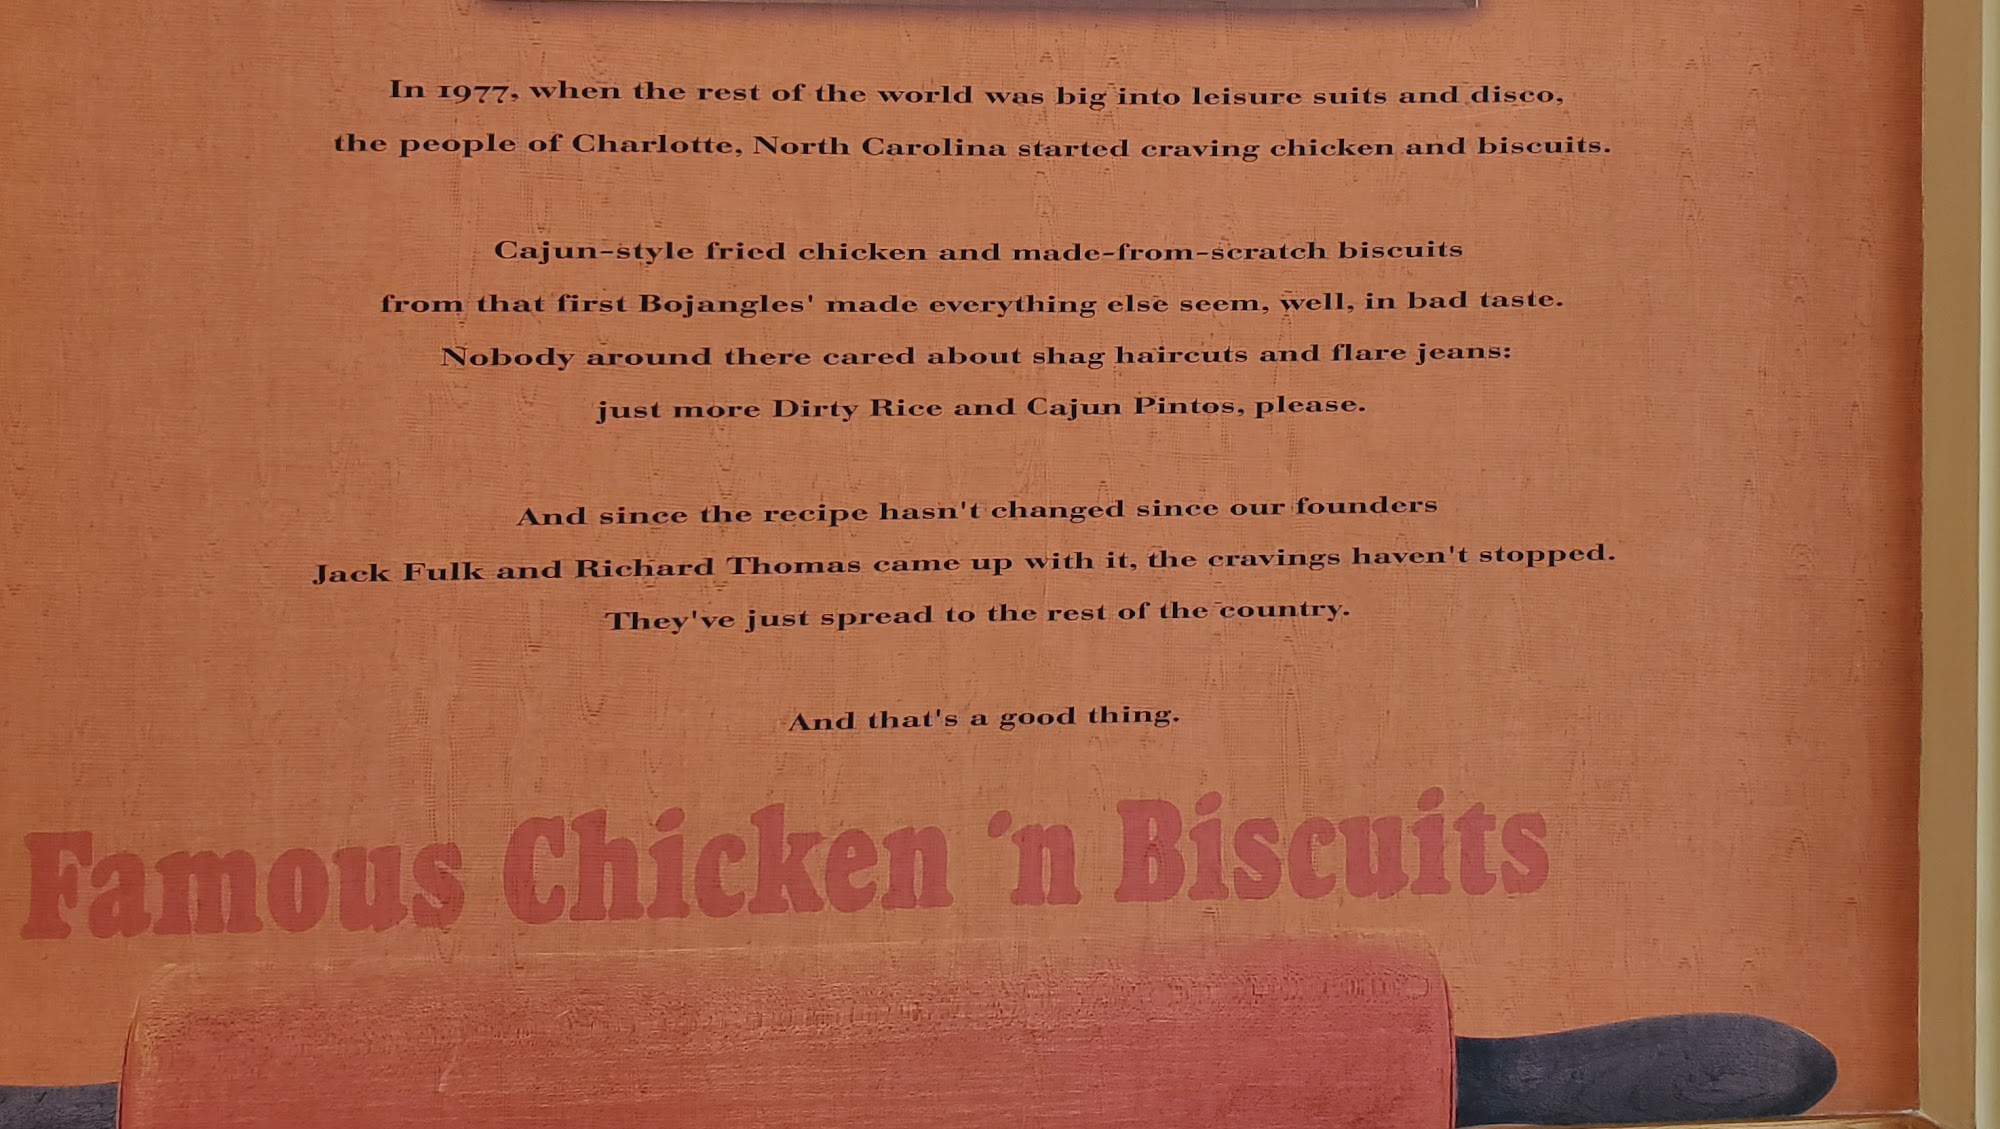 In 1977, when the rest of the world was big into leisure suits and disco,
the people of Charlotte, North Carolina started craving chicken and biscuits.
Cajun-style fried chicken and made-from-scratch biscuits
from that first Bojangles' made everything else seem, well, in bad taste.
Nobody around there cared about shag haircuts and flare jeans:
just more Dirty Rice and Cajun Pintos, please.
And since the recipe hasn't changed since our founders
Jack Fulk and Richard Thomas came up with it, the cravings haven't stopped.
They've just spread to the rest of the country.
And that's a good thing.
Famous Chicken 'n Biscuits